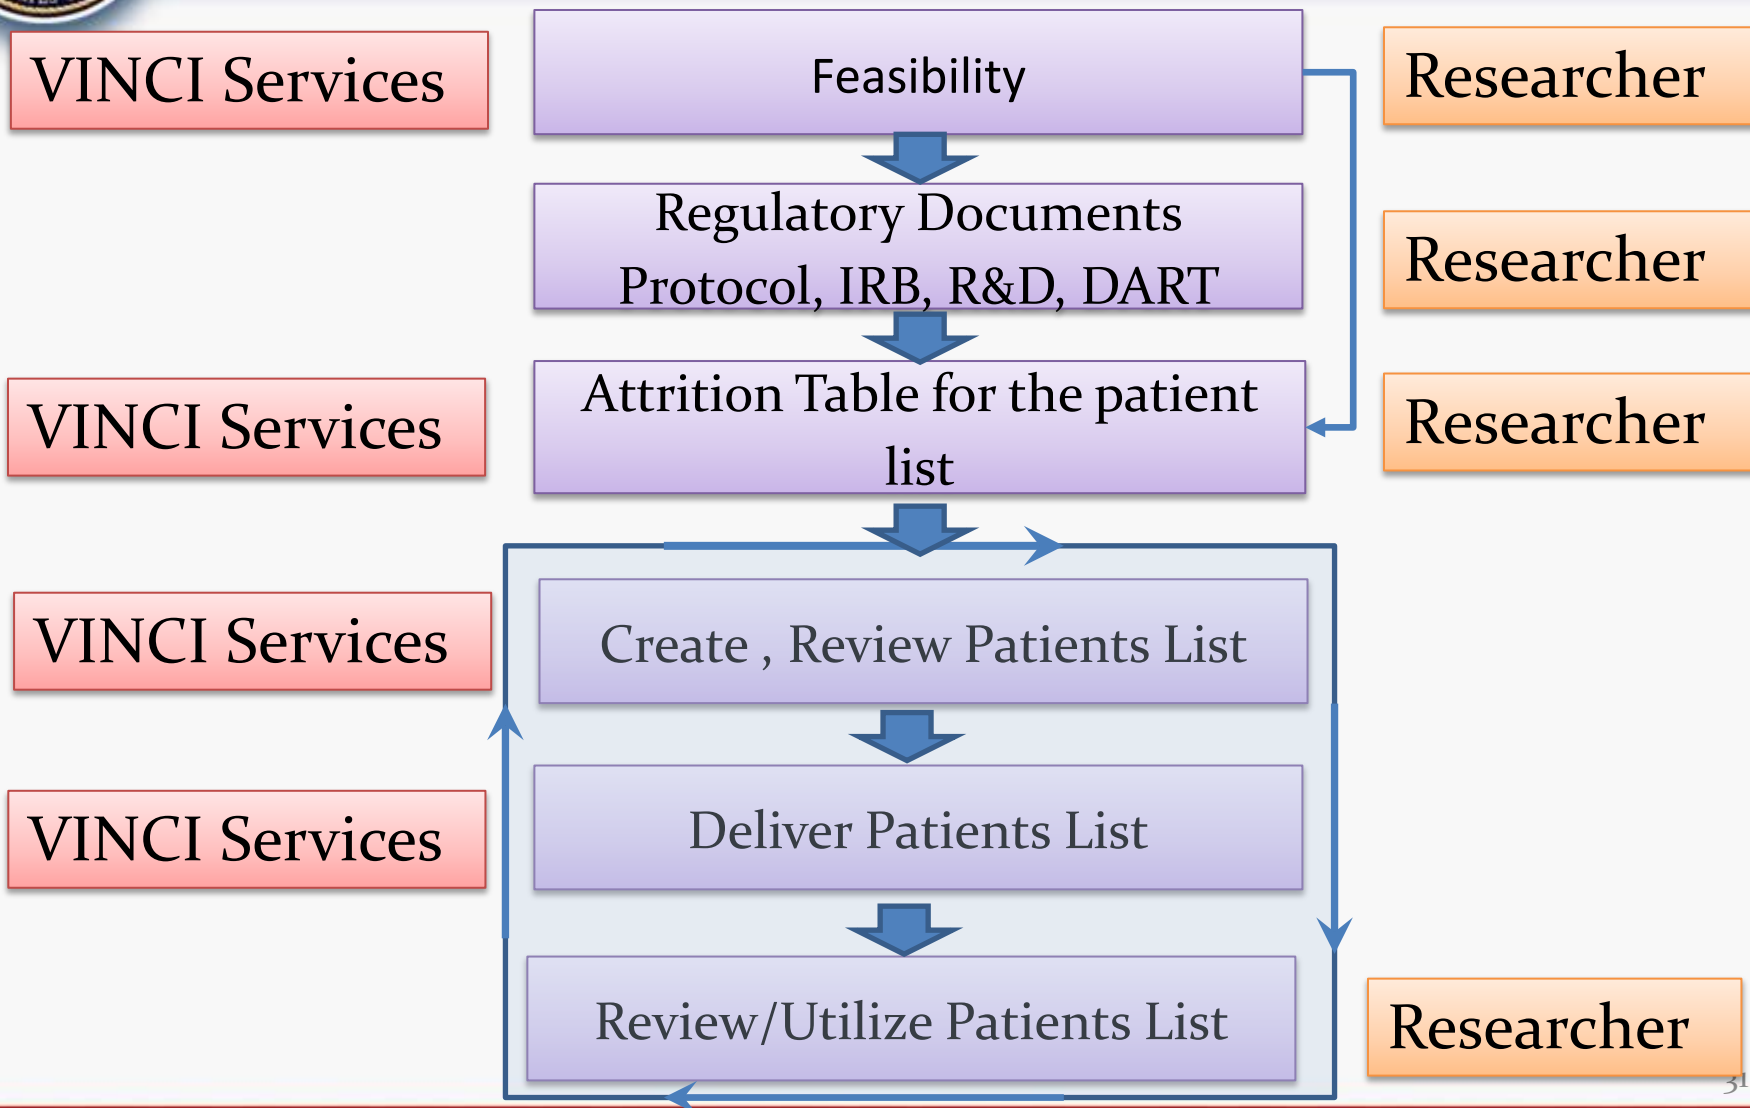 VINCI Services
Feasibility
Researcher
Regulatory Documents
Protocol, IRB, R&D, DART
Researcher
VINCI Services
Attrition Table for the patient
list
Researcher
VINCI Services
Create , Review Patients List
VINCI Services
Deliver Patients List
Review/Utilize Patients List
Researcher
31